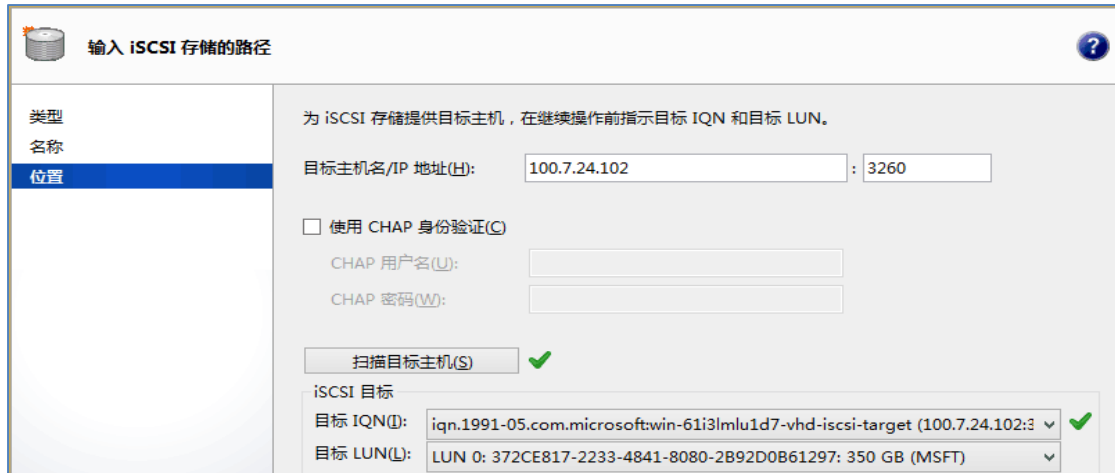 输入 iSCSI 存储的路径
?
类型
名称
位置
为 iSCSI 存储提供目标主机，在继续操作前指示目标 IQN 和目标 LUN。
目标主机名/IP 地址(H): 100.7.24.102 : 3260
使用 CHAP 身份验证(C)
CHAP 用户名(U):
CHAP 密码(W):
扫描目标主机(S)
iSCSI 目标
目标 IQN(I): iqn.1991-05.com.microsoft:win-61i3lmlu1d7-vhd-iscsi-target (100.7.24.102:3
目标 LUN(L): LUN 0: 372CE817-2233-4841-8080-2B92D0B61297: 350 GB (MSFT)